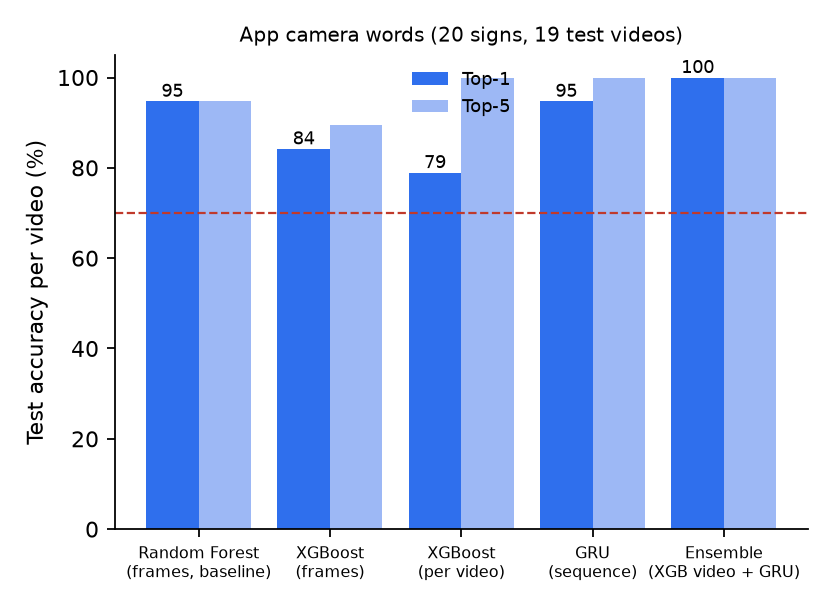 App camera words (20 signs, 19 test videos)
Test accuracy per video (%)
100
80
60
40
20
0
95
84
79
95
100
Top-1
Top-5
Random Forest
(frames, baseline)
XGBoost
(frames)
XGBoost
(per video)
GRU
(sequence)
Ensemble
(XGB video + GRU)